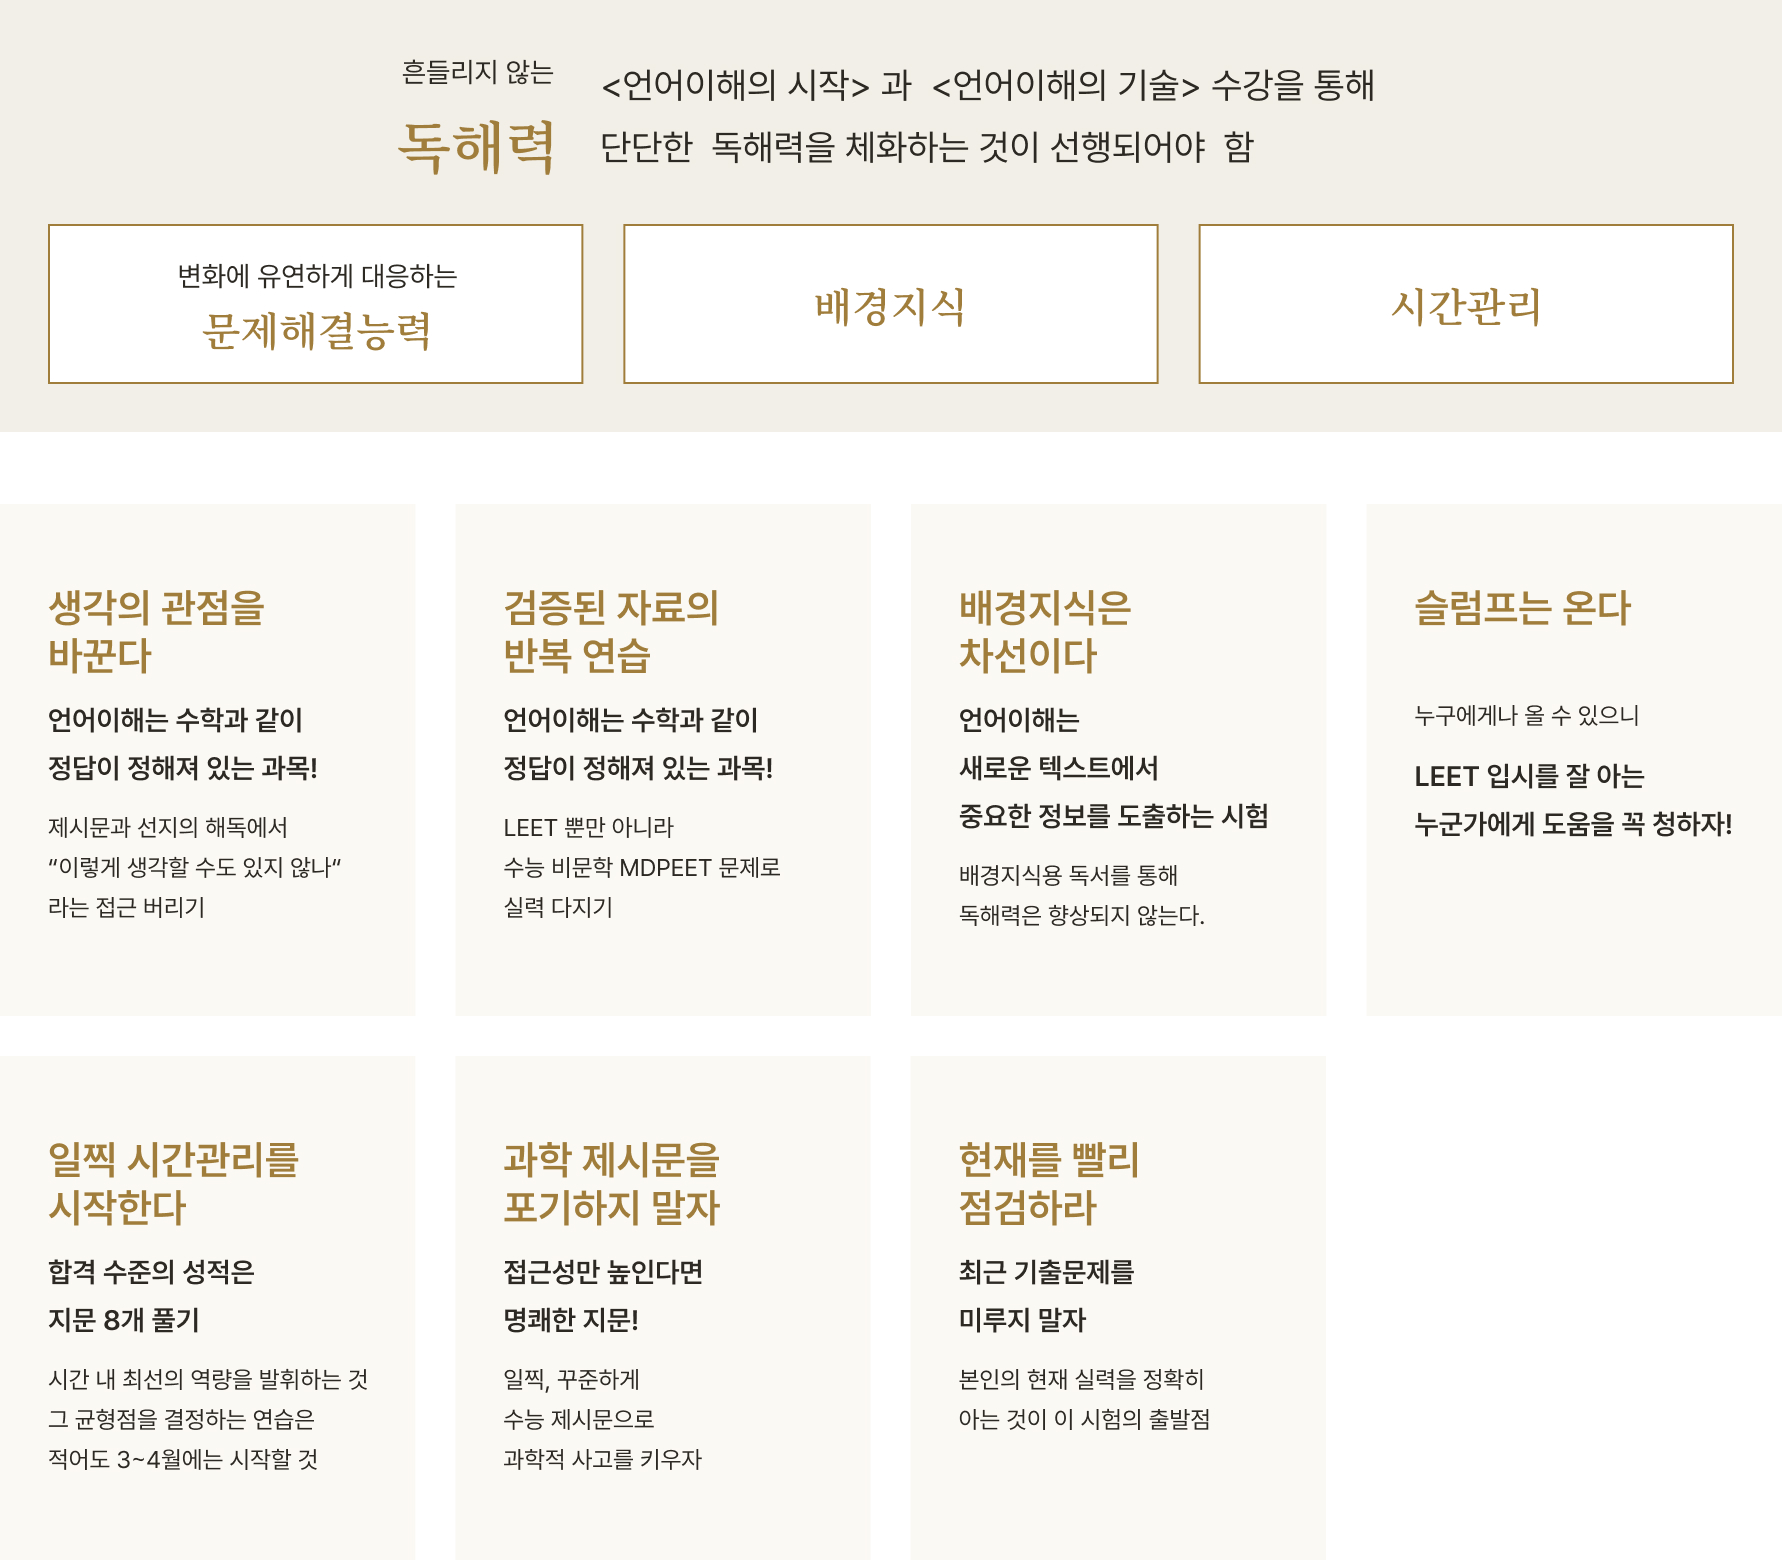 흔들리지 않는
독해력
<언어이해의 시작> 과 <언어이해의 기술> 수강을 통해
단단한 독해력을 체화하는 것이 선행되어야 함
변화에 유연하게 대응하는
문제해결능력
배경지식
시간관리
생각의 관점을
바꾼다
언어이해는 수학과 같이
정답이 정해져 있는 과목!
제시문과 선지의 해독에서
“이렇게 생각할 수도 있지 않나“
라는 접근 버리기
검증된 자료의
반복 연습
언어이해는 수학과 같이
정답이 정해져 있는 과목!
LEET 뿐만 아니라
수능 비문학 MDPEET 문제로
실력 다지기
배경지식은
차선이다
언어이해는
새로운 텍스트에서
중요한 정보를 도출하는 시험
배경지식용 독서를 통해
독해력은 향상되지 않는다.
슬럼프는 온다
누구에게나 올 수 있으니
LEET 입시를 잘 아는
누군가에게 도움을 꼭 청하자!
일찍 시간관리를
시작한다
합격 수준의 성적은
지문 8개 풀기
시간 내 최선의 역량을 발휘하는 것
그 균형점을 결정하는 연습은
적어도 3~4월에는 시작할 것
과학 제시문을
포기하지 말자
접근성만 높인다면
명쾌한 지문!
일찍, 꾸준하게
수능 제시문으로
과학적 사고를 키우자
현재를 빨리
점검하라
최근 기출문제를
미루지 말자
본인의 현재 실력을 정확히
아는 것이 이 시험의 출발점